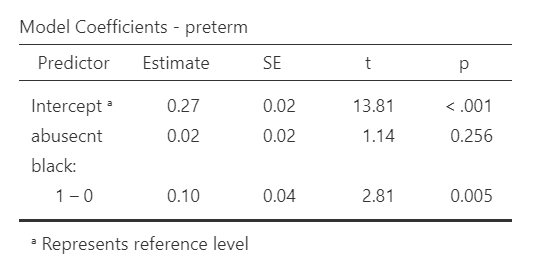 Model Coefficients - preterm
Predictor Estimate SE t p
Intercept ᵃ 0.27 0.02 13.81 < .001
abusecnt 0.02 0.02 1.14 0.256
black:
1 – 0 0.10 0.04 2.81 0.005
ᵃ Represents reference level